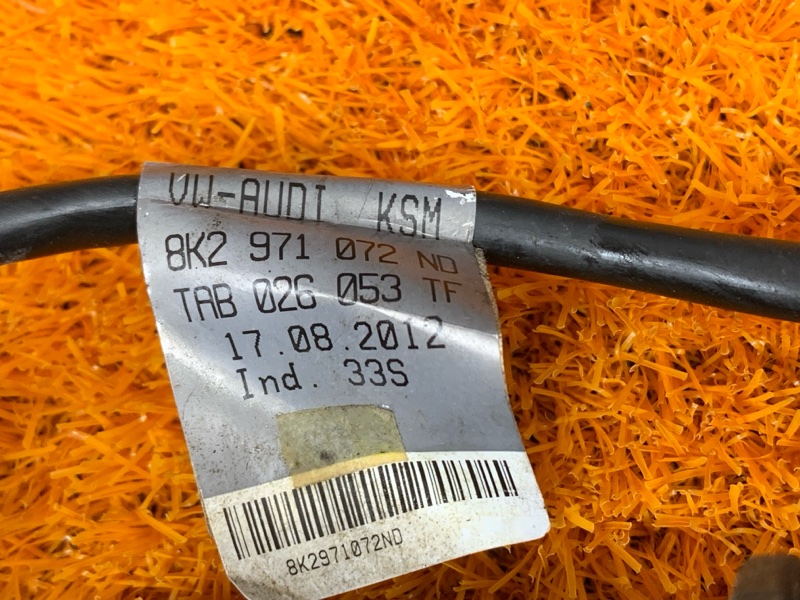 VW-AUDI KSM
8K2 971 072 ND
TAB 026 053 TF
17.08.2012
Ind. 33S
8K2971072ND